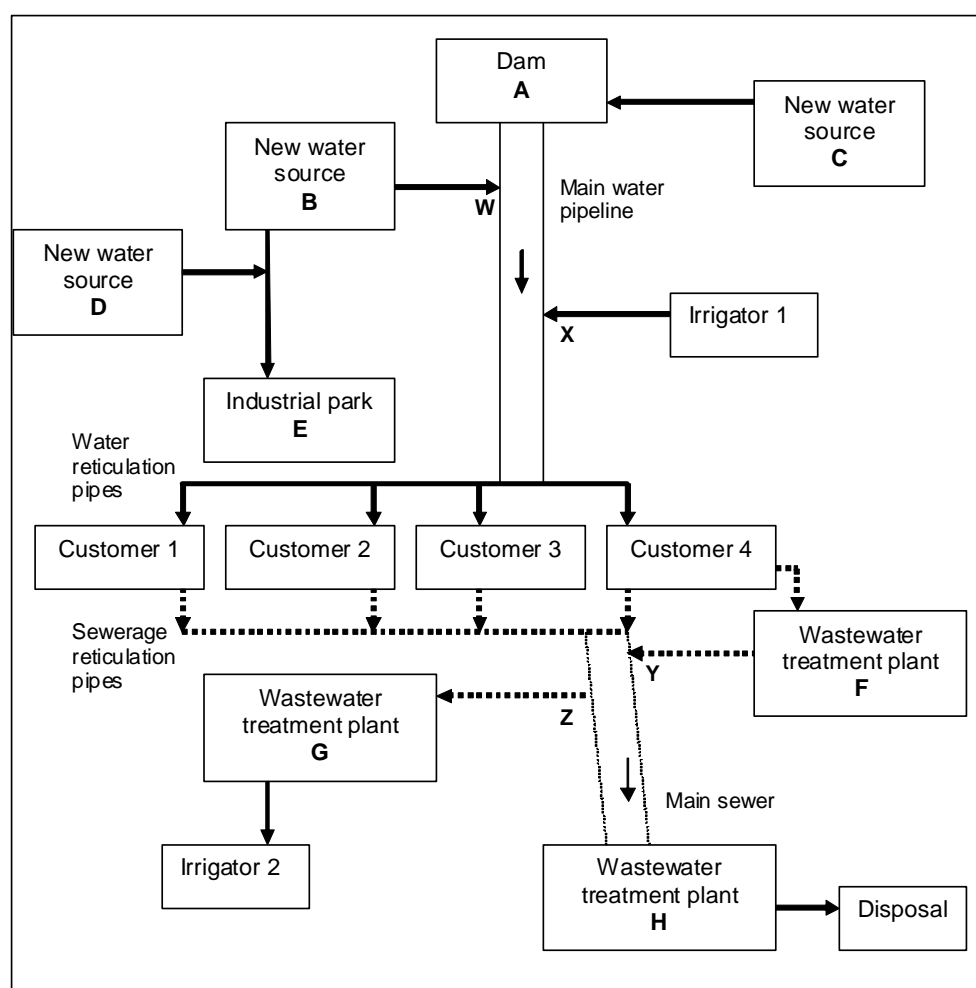 Dam
A
New water
source
C
New water
source
B
W
Main water
pipeline
New water
source
D
X
Irrigator 1
Industrial park
E
Water
reticulation
pipes
Customer 1
Customer 2
Customer 3
Customer 4
Sewerage
reticulation
pipes
Wastewater
treatment plant
F
Y
Wastewater
treatment plant
G
Z
Main sewer
Irrigator 2
Wastewater
treatment plant
H
Disposal